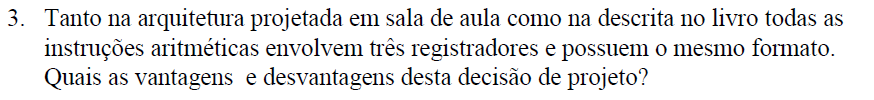 3. Tanto na arquitetura projetada em sala de aula como na descrita no livro todas as
instruções aritméticas envolvem três registradores e possuem o mesmo formato.
Quais as vantagens e desvantagens desta decisão de projeto?